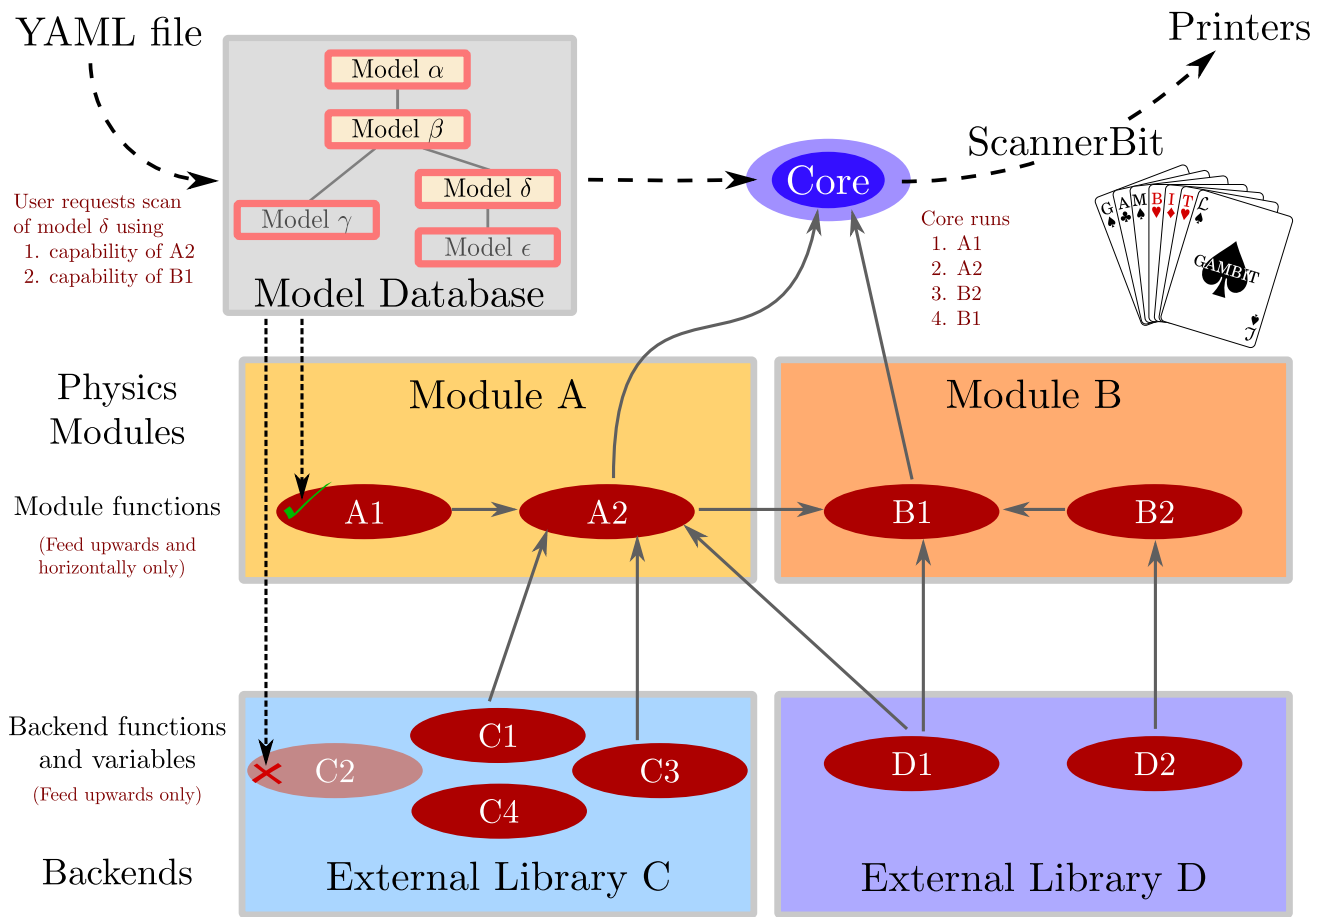 YAML file
Printers
Model α
Model β
Model δ
Model γ
Model ϵ
Model Database
Core
ScannerBit
User requests scan
of model δ using
1. capability of A2
2. capability of B1
Core runs
1. A1
2. A2
3. B2
4. B1
G A M B I T ℒ
GAMBIT
Physics
Modules
Module A
Module B
Module functions
(Feed upwards and
horizontally only)
A1
A2
B1
B2
Backend functions
and variables
(Feed upwards only)
C1
C2
C3
C4
D1
D2
Backends
External Library C
External Library D